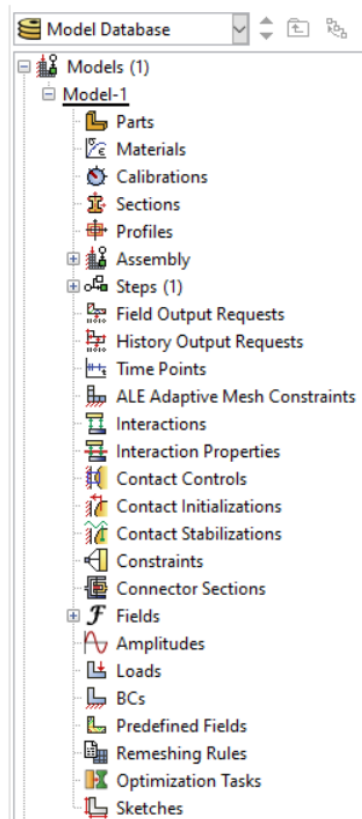 Model Database
Models (1)
Model-1
Parts
Materials
Calibrations
Sections
Profiles
Assembly
Steps (1)
Field Output Requests
History Output Requests
Time Points
ALE Adaptive Mesh Constraints
Interactions
Interaction Properties
Contact Controls
Contact Initializations
Contact Stabilizations
Constraints
Connector Sections
Fields
Amplitudes
Loads
BCs
Predefined Fields
Remeshing Rules
Optimization Tasks
Sketches